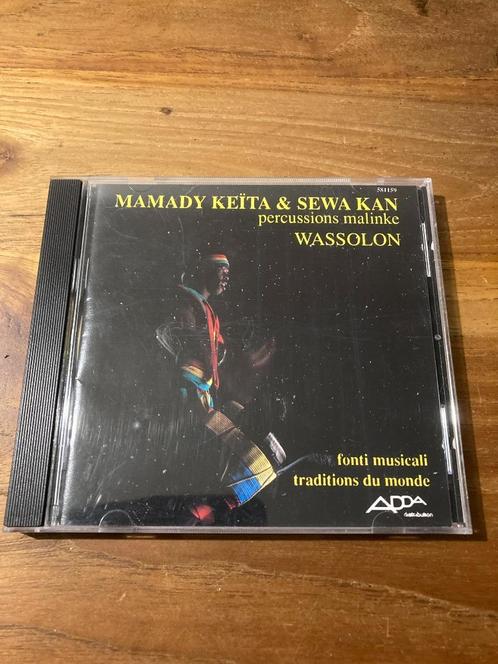 581159
MAMADY KEÏTA & SEWA KAN
percussions malinke
WASSOLON
fonti musicali
traditions du monde
ADDA
distribution